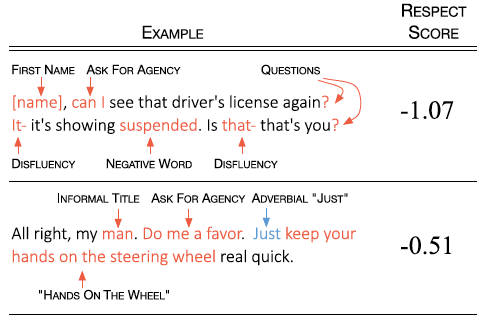 EXAMPLE
RESPECT
SCORE
FIRST NAME ASK FOR AGENCY QUESTIONS
[name], can I see that driver's license again?
It- it's showing suspended. Is that- that's you?
-1.07
DISFLUENCY NEGATIVE WORD DISFLUENCY
INFORMAL TITLE ASK FOR AGENCY ADVERBIAL "JUST"
All right, my man. Do me a favor. Just keep your
hands on the steering wheel real quick.
-0.51
"HANDS ON THE WHEEL"